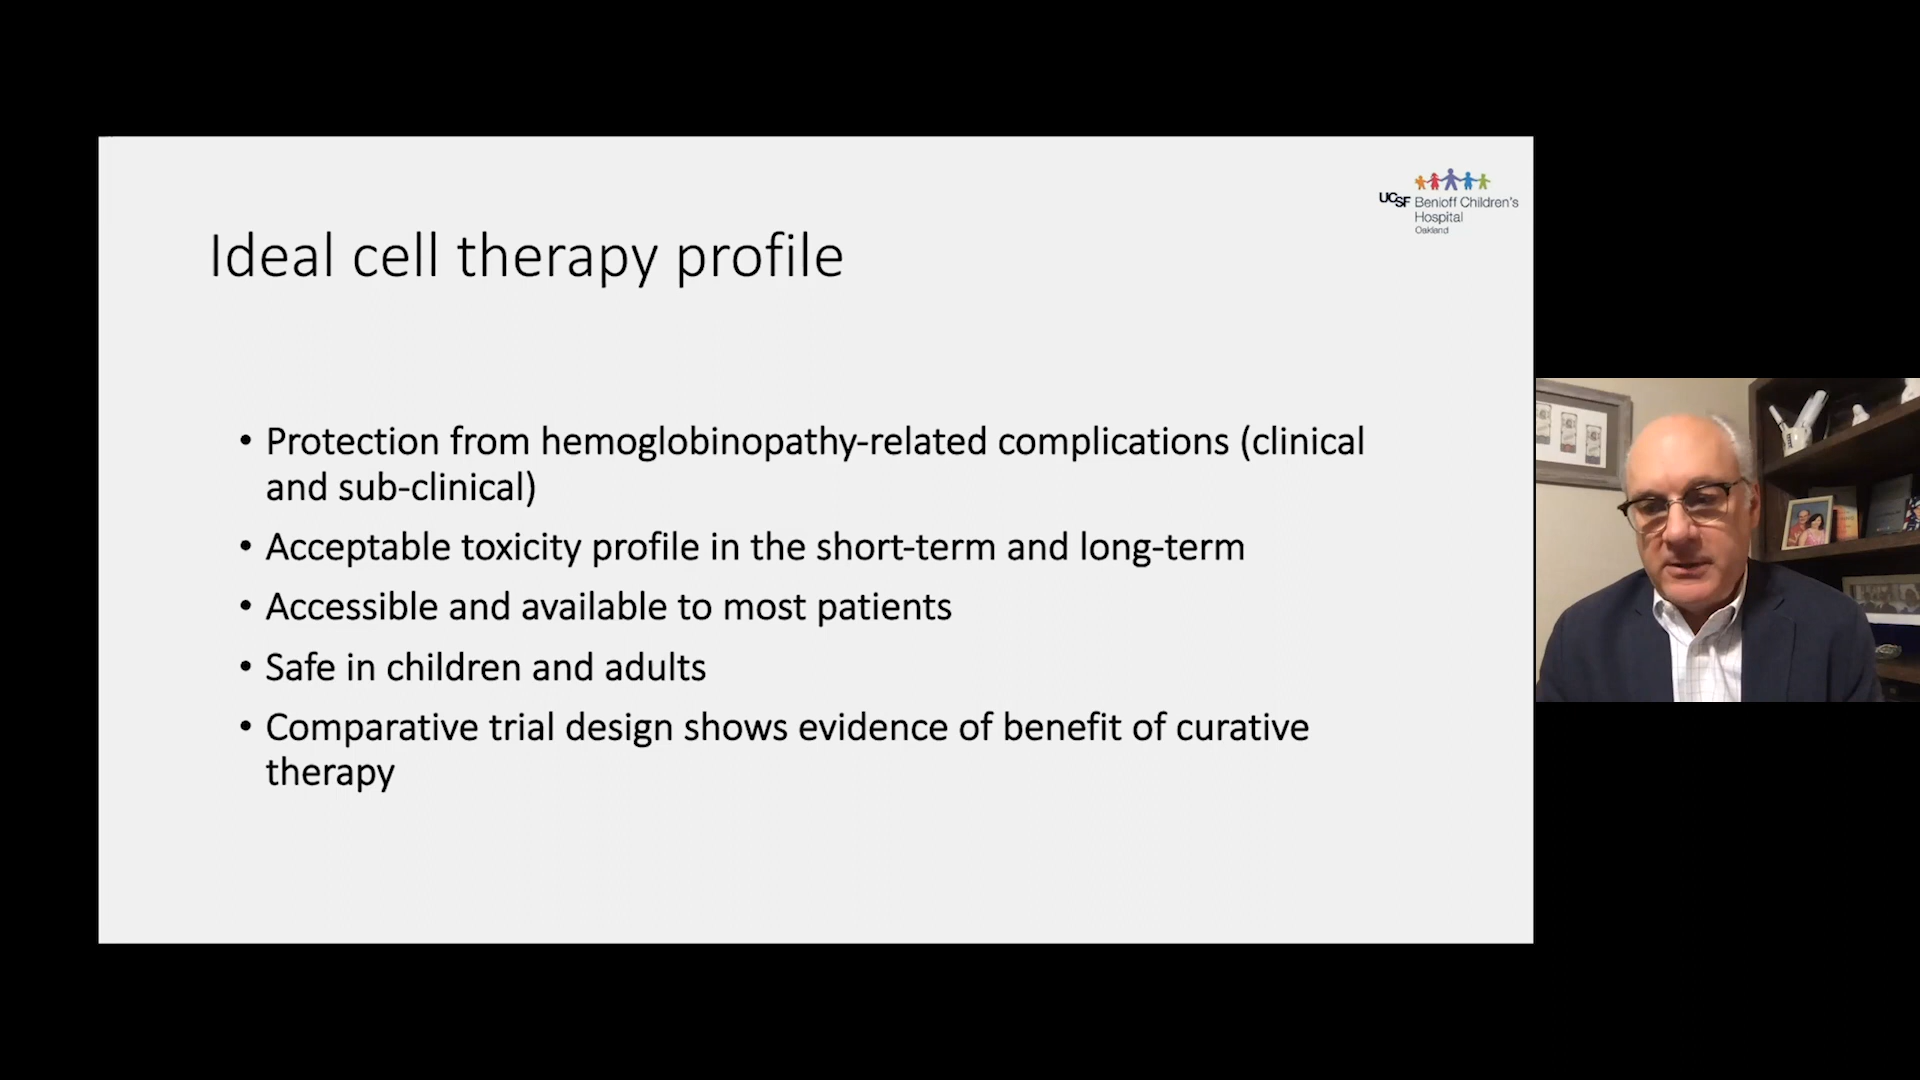 UCSF Benioff Children's
Hospital
Oakland
Ideal cell therapy profile
• Protection from hemoglobinopathy-related complications (clinical
and sub-clinical)
• Acceptable toxicity profile in the short-term and long-term
• Accessible and available to most patients
• Safe in children and adults
• Comparative trial design shows evidence of benefit of curative
therapy